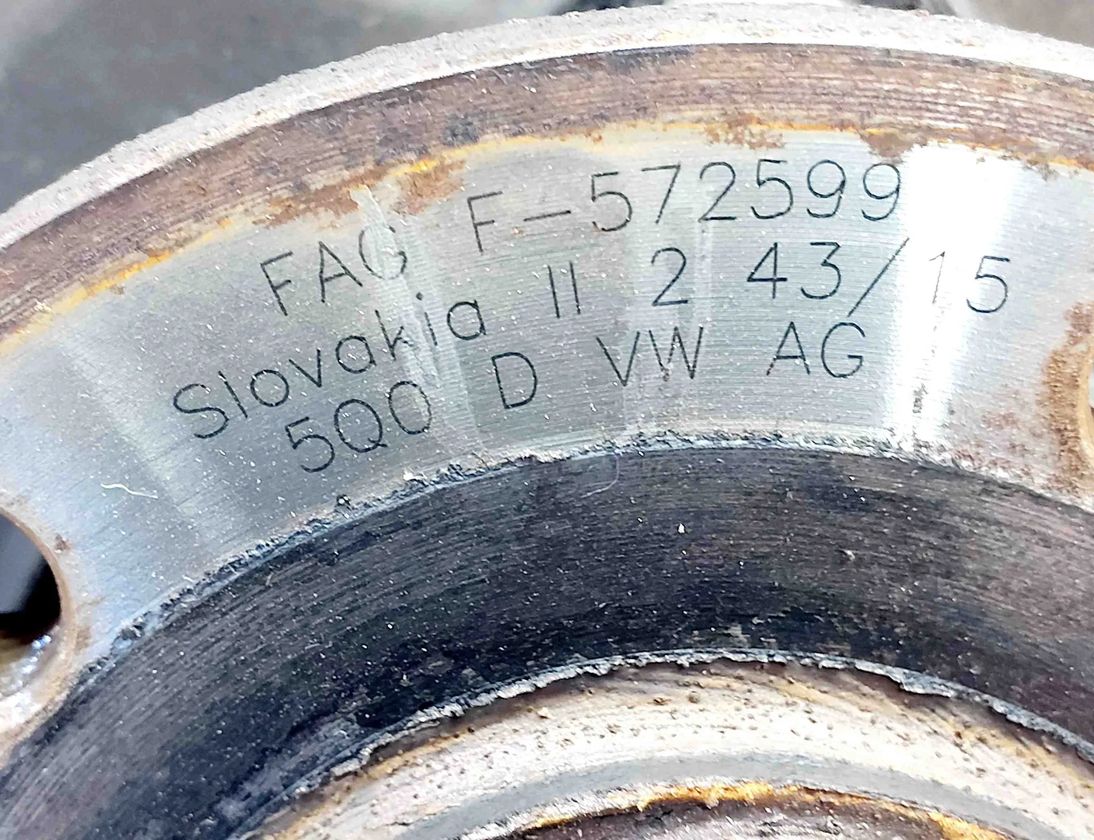 FAG F-572599
Slovakia II 2 43/15
5Q0 D VW AG